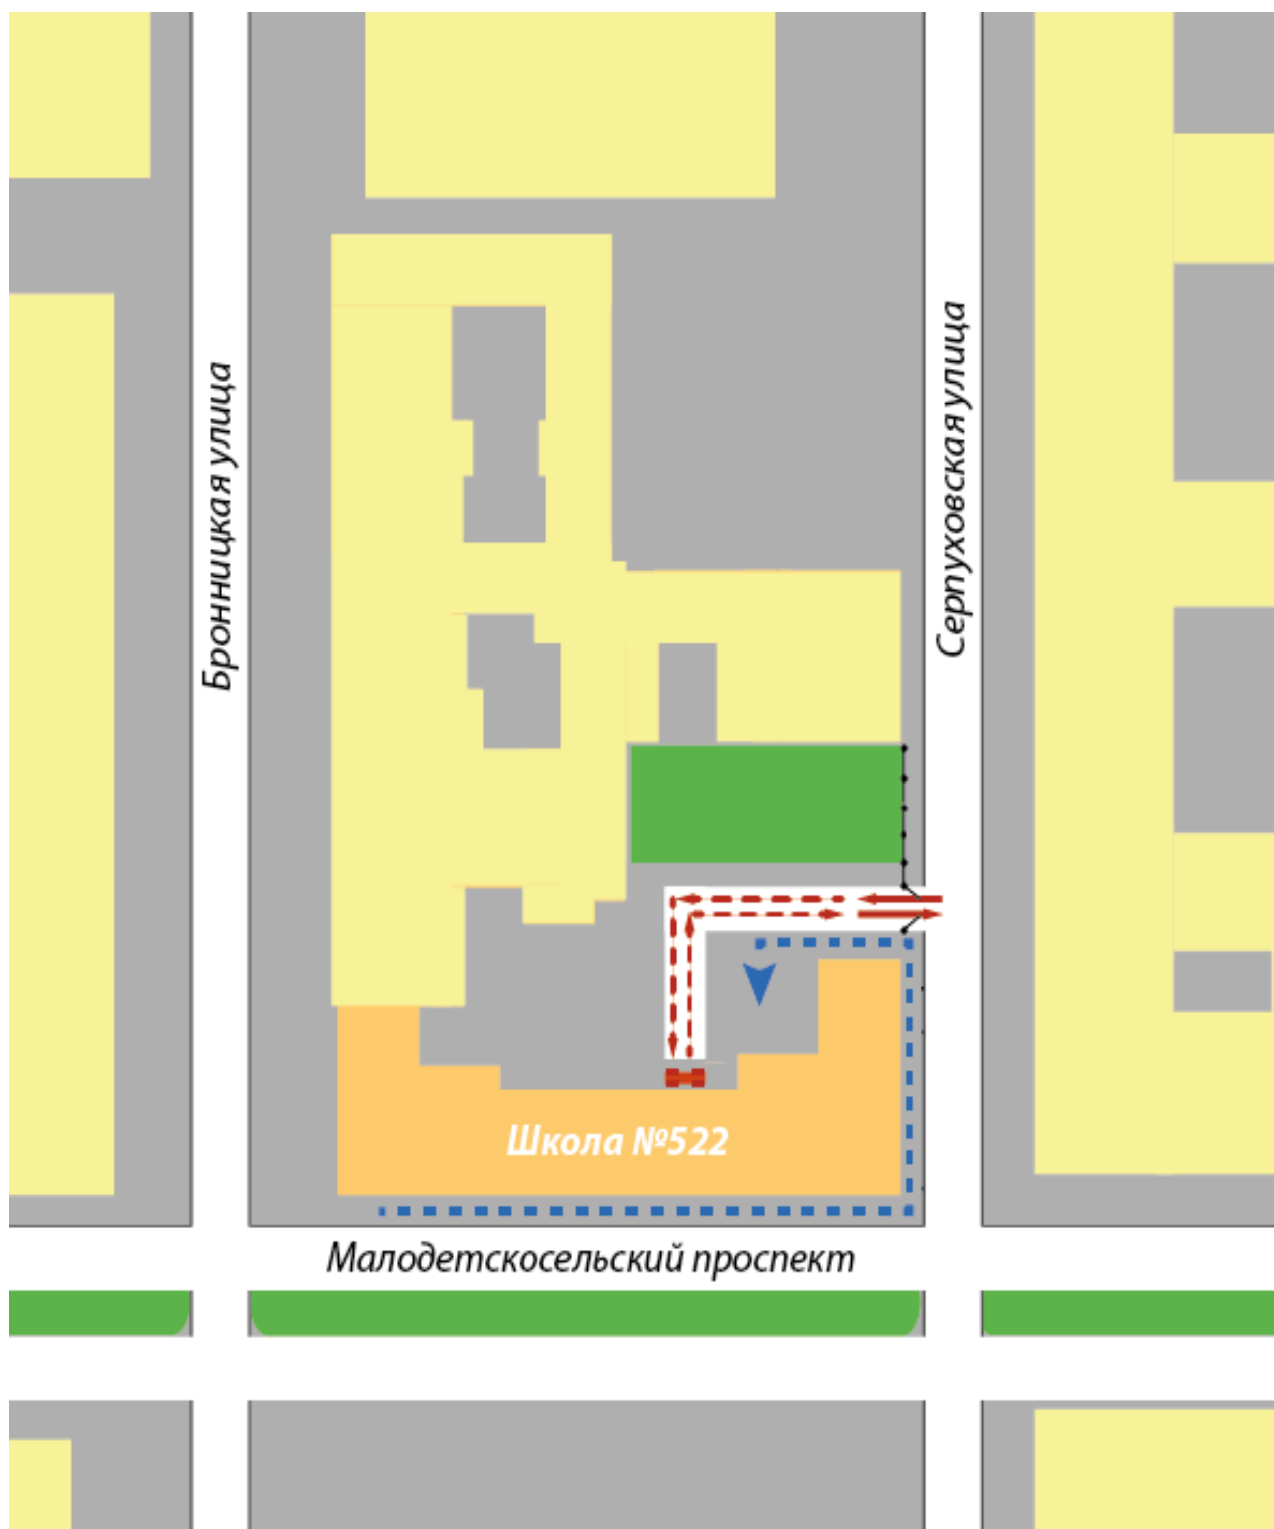 Бронницкая улица
Серпуховская улица
Школа №522
Малодетскосельский проспект